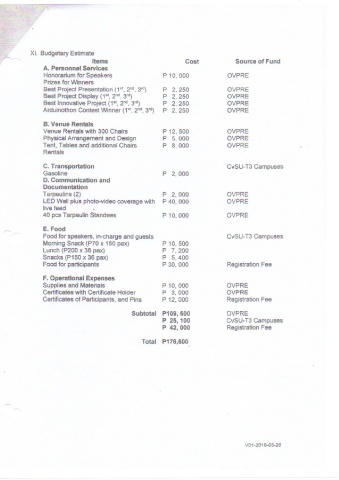 XI. Budgetary Estimate
Items Cost Source of Fund
A. Personnel Services
Honorarium for Speakers P 10, 000 OVPRE
Prizes for Winners
Best Project Presentation (1st, 2nd, 3rd) P 2, 250 OVPRE
Best Project Display (1st, 2nd, 3rd) P 2, 250 OVPRE
Best Innovative Project (1st, 2nd, 3rd) P 2, 250 OVPRE
Arduinothon Contest Winner (1st, 2nd, 3rd) P 2, 250 OVPRE
B. Venue Rentals
Venue Rentals with 300 Chairs P 12, 500 OVPRE
Physical Arrangement and Design P 5, 000 OVPRE
Tent, Tables and additional Chairs P 8, 000 OVPRE
Rentals
C. Transportation CvSU-T3 Campuses
Gasoline P 2, 000
D. Communication and
Documentation
Tarpaulins (2) P 2, 000 OVPRE
LED Wall plus photo-video coverage with P 40, 000 OVPRE
live feed
40 pcs Tarpaulin Standees P 10, 000 OVPRE
E. Food
Food for speakers, in-charge and guests CvSU-T3 Campuses
Morning Snack (P70 x 150 pax) P 10, 500
Lunch (P200 x 36 pax) P 7, 200
Snacks (P150 x 36 pax) P 5, 400
Food for participants P 30, 000 Registration Fee
F. Operational Expenses
Supplies and Materials P 10, 000 OVPRE
Certificates with Certificate Holder P 3, 000 OVPRE
Certificates of Participants, and Pins P 12, 000 Registration Fee
Subtotal P109, 500 OVPRE
P 25, 100 CvSU-T3 Campuses
P 42, 000 Registration Fee
Total P176,600
V01-2018-05-26